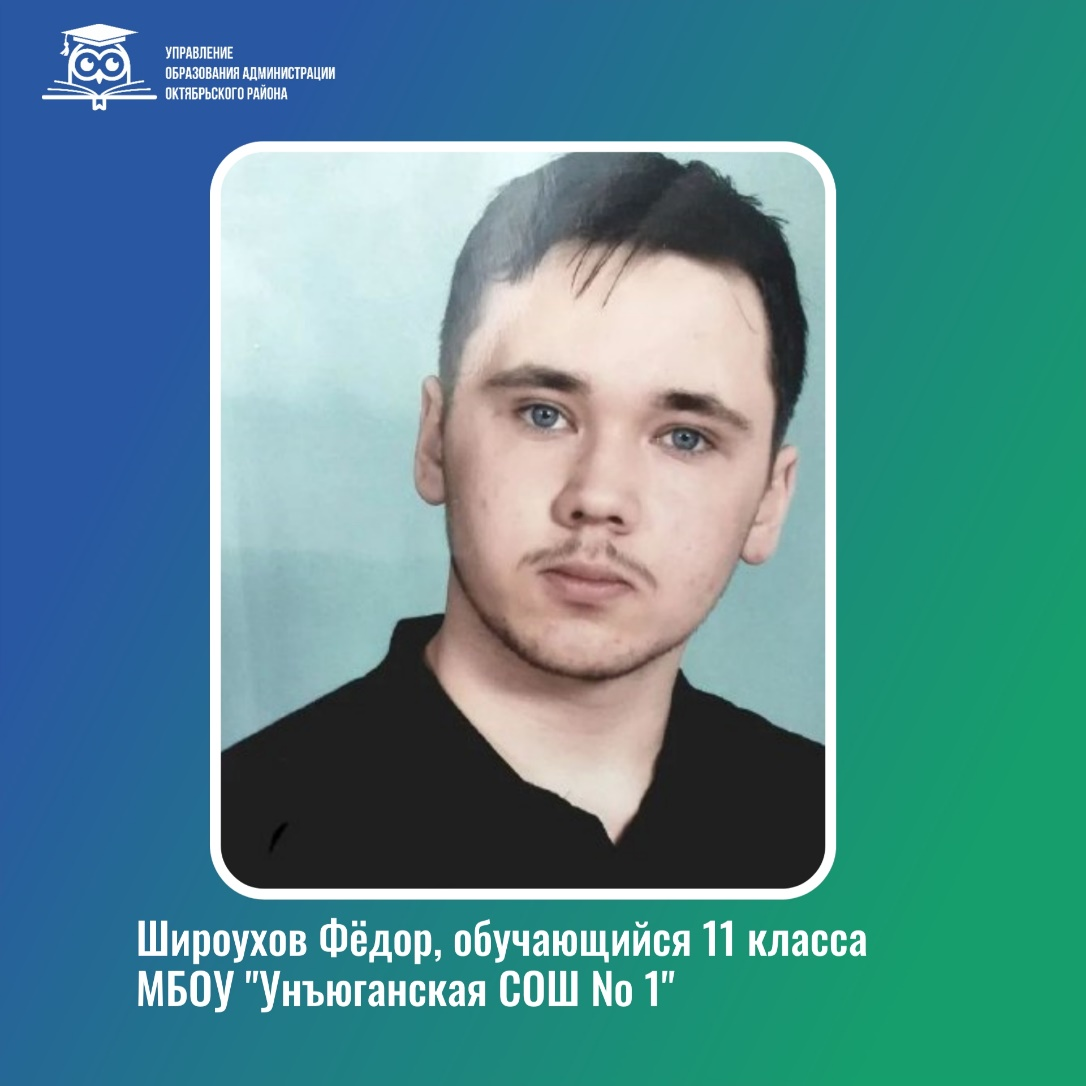 УПРАВЛЕНИЕ
ОБРАЗОВАНИЯ АДМИНИСТРАЦИИ
ОКТЯБРЬСКОГО РАЙОНА
Широухов Фёдор, обучающийся 11 класса
МБОУ "Унъюганская СОШ No 1"